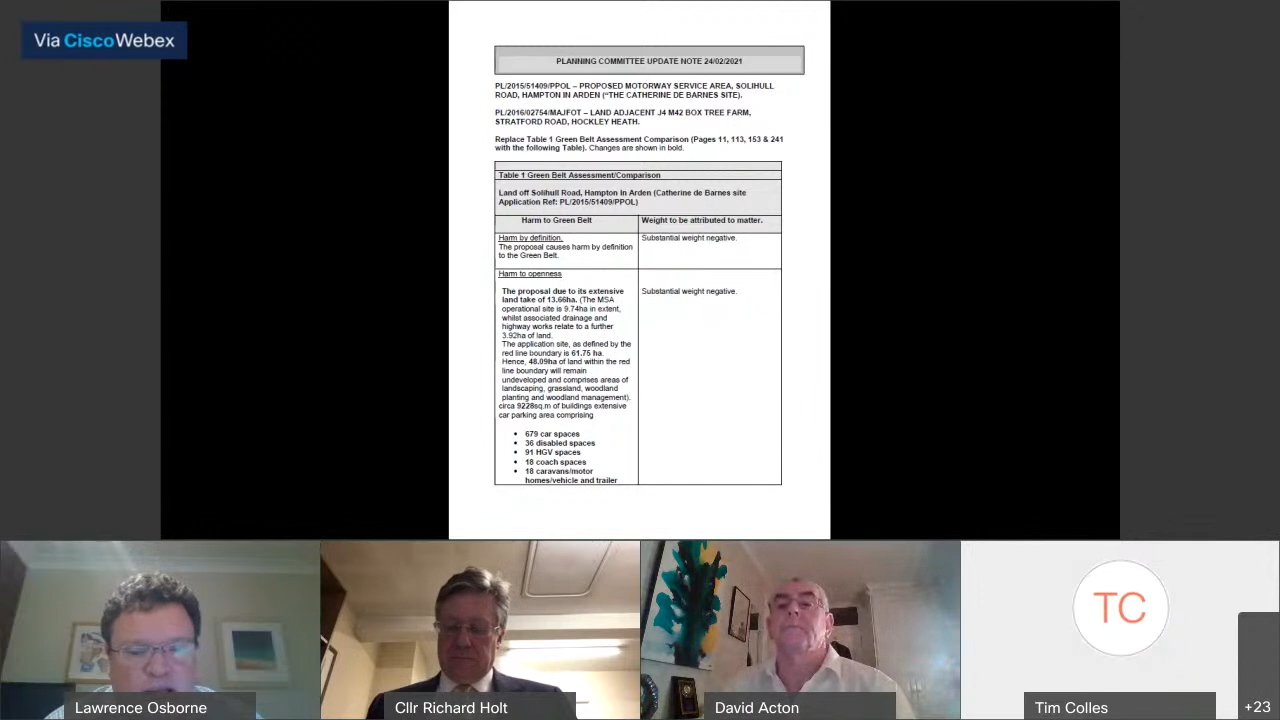 Via CiscoWebex
PLANNING COMMITTEE UPDATE NOTE 24/02/2021
PL/2015/51409/PPOL – PROPOSED MOTORWAY SERVICE AREA, SOLIHULL
ROAD, HAMPTON IN ARDEN ("THE CATHERINE DE BARNES SITE).
PL/2016/02754/MAJFOT – LAND ADJACENT J4 M42 BOX TREE FARM,
STRATFORD ROAD, HOCKLEY HEATH.
Replace Table 1 Green Belt Assessment Comparison (Pages 11, 113, 153 & 241
with the following Table). Changes are shown in bold.
Table 1 Green Belt Assessment/Comparison
Land off Solihull Road, Hampton In Arden (Catherine de Barnes site
Application Ref: PL/2015/51409/PPOL)
Harm to Green Belt
Weight to be attributed to matter.
Harm by definition.
The proposal causes harm by definition
to the Green Belt.
Substantial weight negative.
Harm to openness
The proposal due to its extensive
land take of 13.66ha. (The MSA
operational site is 9.74ha in extent,
whilst associated drainage and
highway works relate to a further
3.92ha of land.
The application site, as defined by the
red line boundary is 61.75 ha.
Hence, 48.09ha of land within the red
line boundary will remain
undeveloped and comprises areas of
landscaping, grassland, woodland
planting and woodland management).
circa 9228sq.m of buildings extensive
car parking area comprising
Substantial weight negative.
• 679 car spaces
• 36 disabled spaces
• 91 HGV spaces
• 18 coach spaces
• 18 caravans/motor
homes/vehicle and trailer
TC
Lawrence Osborne
Cllr Richard Holt
David Acton
Tim Colles
+23